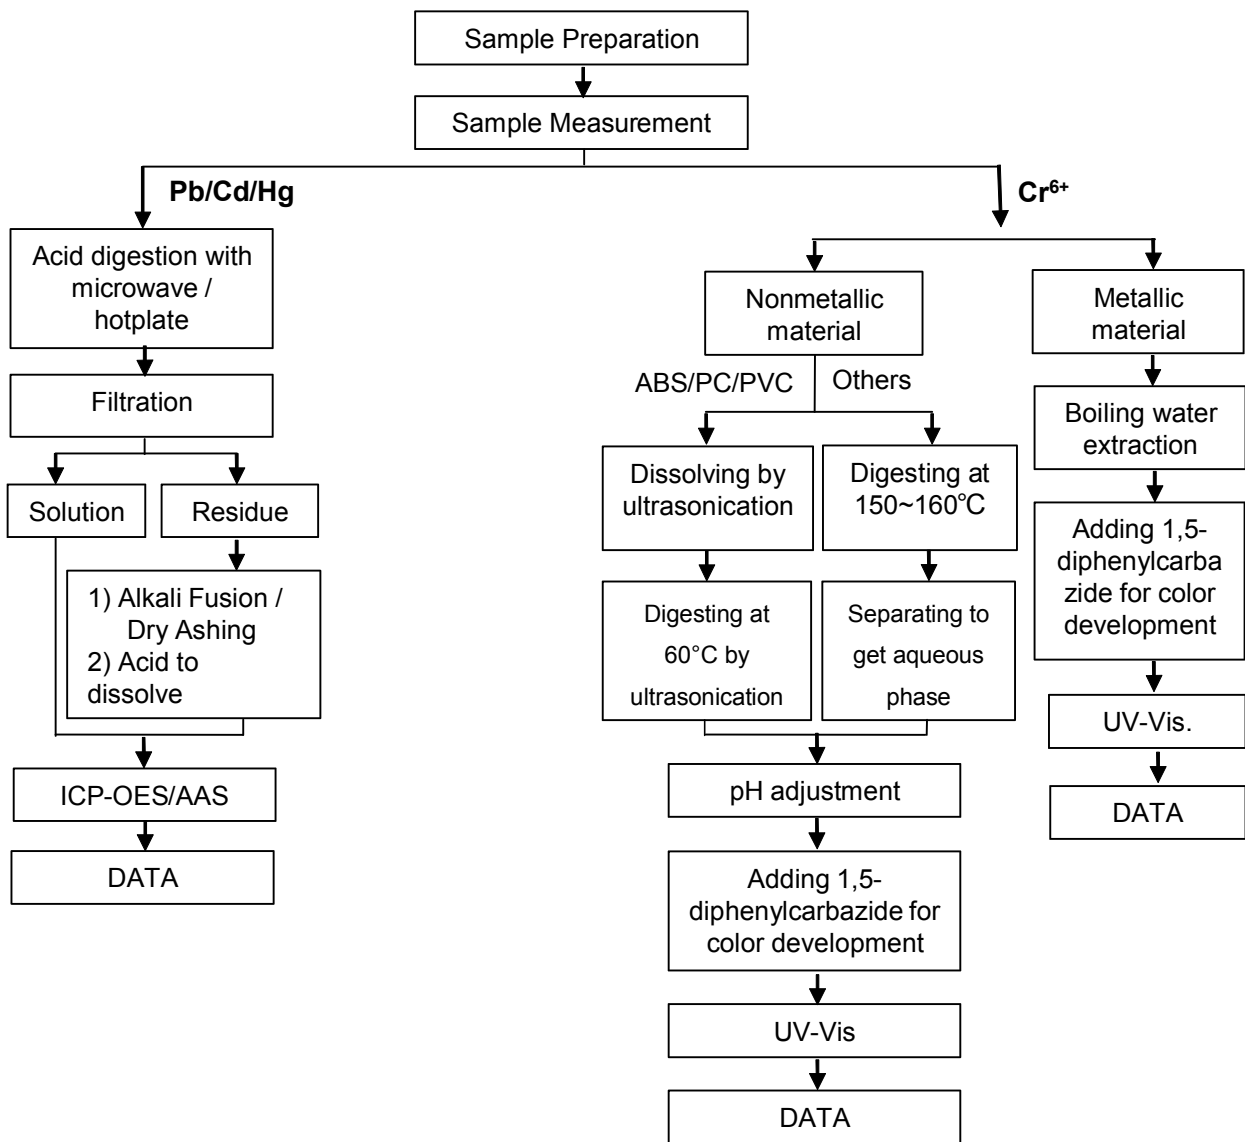 Sample Preparation
Sample Measurement
Pb/Cd/Hg
Cr⁶⁺
Acid digestion with
microwave /
hotplate
Filtration
Solution
Residue
1) Alkali Fusion /
Dry Ashing
2) Acid to
dissolve
ICP-OES/AAS
DATA
Nonmetallic
material
ABS/PC/PVC
Others
Dissolving by
ultrasonication
Digesting at
150~160℃
Digesting at
60°C by
ultrasonication
Separating to
get aqueous
phase
pH adjustment
Adding 1,5-
diphenylcarbazide for
color development
UV-Vis
DATA
Metallic
material
Boiling water
extraction
Adding 1,5-
diphenylcarba
zide for color
development
UV-Vis.
DATA